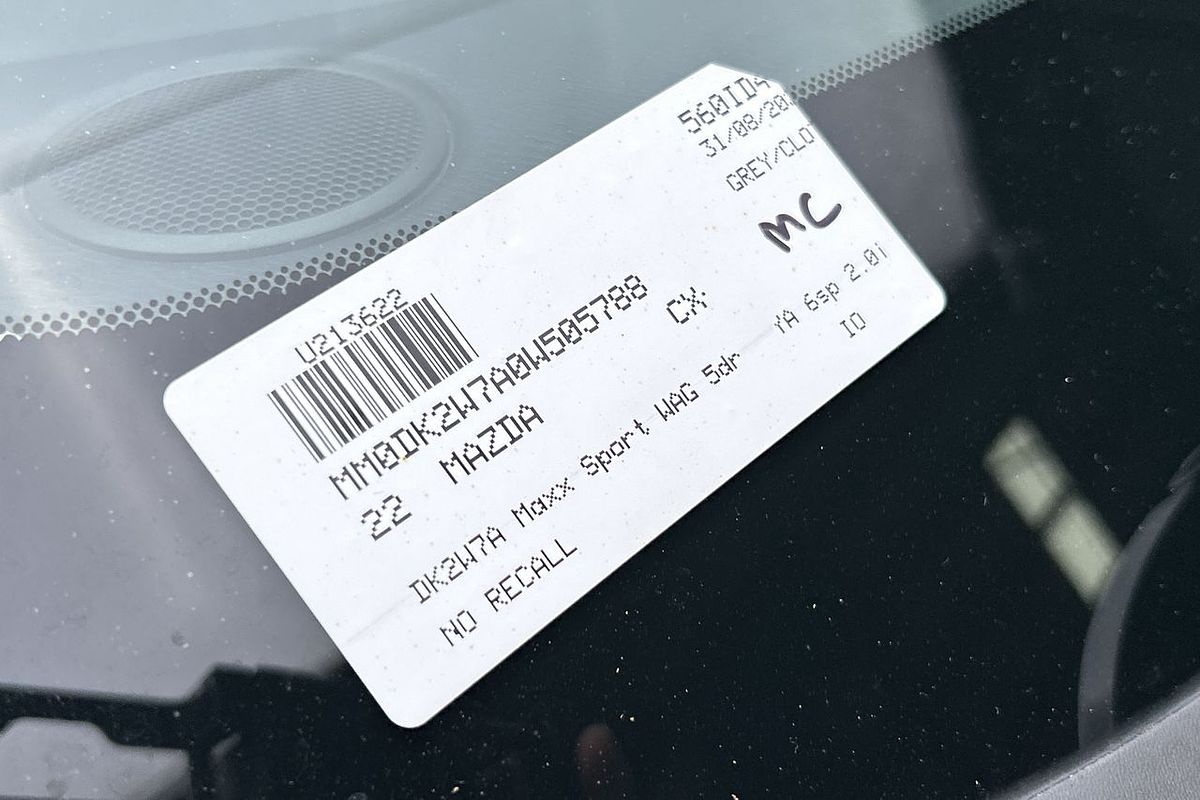 560ID4
31/08/20
GREY/CLO
MC
U213622
MM0DK2W7A0W505788
22 MAZDA CX-
DK2W7A Maxx Sport WAG 5dr YA 6sp 2.0i
NO RECALL IO